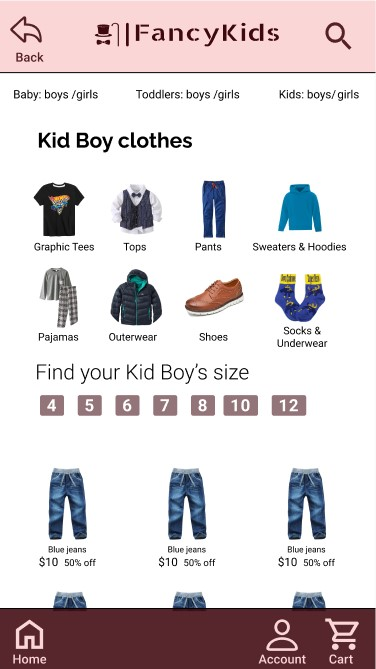 |FancyKids
Back
Baby: boys /girls
Toddlers: boys /girls
Kids: boys/girls
Kid Boy clothes
Graphic Tees
Tops
Pants
Sweaters & Hoodies
Pajamas
Outerwear
Shoes
Socks &
Underwear
Find your Kid Boy's size
4
5
6
7
8
10
12
Blue jeans
$10 50% off
Blue jeans
$10 50% off
Blue jeans
$10 50% off
Home
Account
Cart